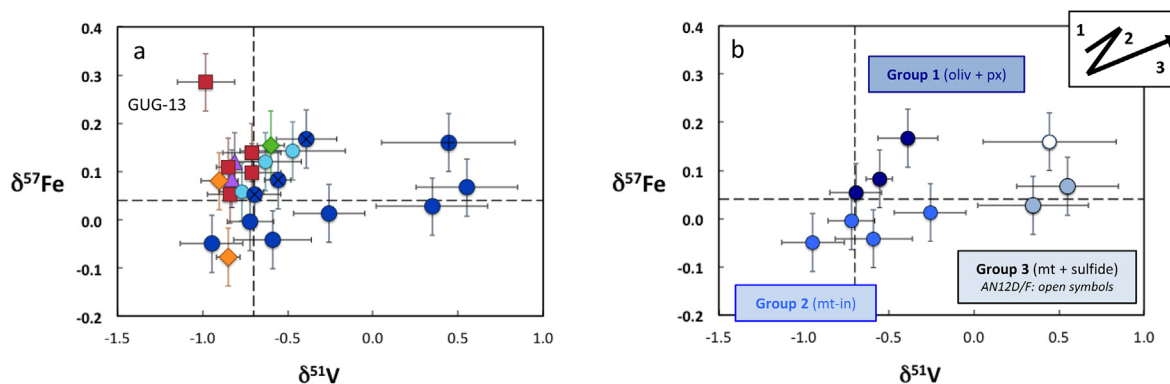 a
GUG-13
δ⁵⁷Fe
0.4
0.3
0.2
0.1
0.0
-0.1
-0.2
-1.5 -1.0 -0.5 0.0 0.5 1.0
δ⁵¹V
b
1 2 3
Group 1 (oliv + px)
δ⁵⁷Fe
0.4
0.3
0.2
0.1
0.0
-0.1
-0.2
Group 3 (mt + sulfide)
AN12D/F: open symbols
Group 2 (mt-in)
-1.5 -1.0 -0.5 0.0 0.5 1.0
δ⁵¹V